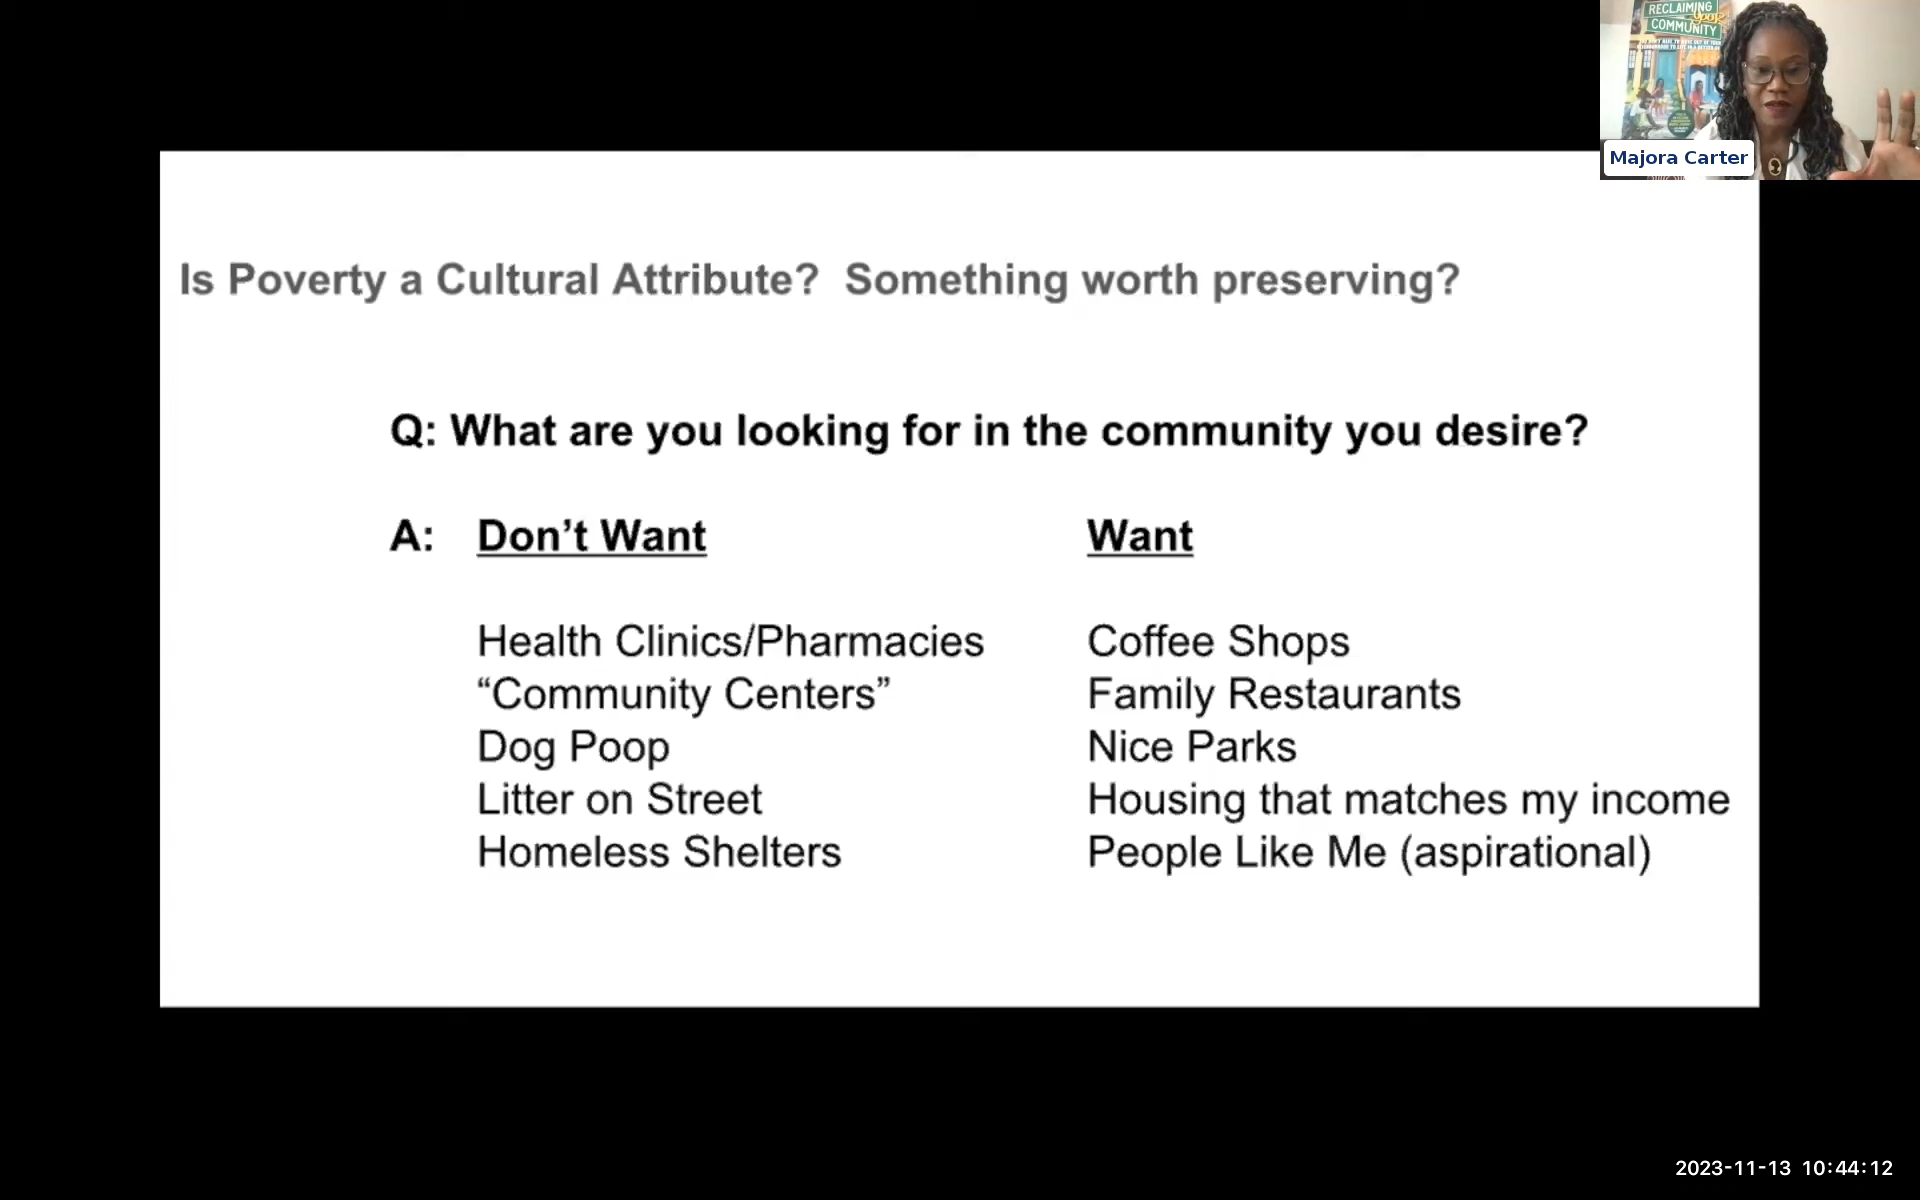 RECLAIMING
your
COMMUNITY
Majora Carter
Is Poverty a Cultural Attribute?  Something worth preserving?
Q: What are you looking for in the community you desire?
A: Don’t Want Want
Health Clinics/Pharmacies Coffee Shops
“Community Centers” Family Restaurants
Dog Poop Nice Parks
Litter on Street Housing that matches my income
Homeless Shelters People Like Me (aspirational)
2023-11-13 10:44:12